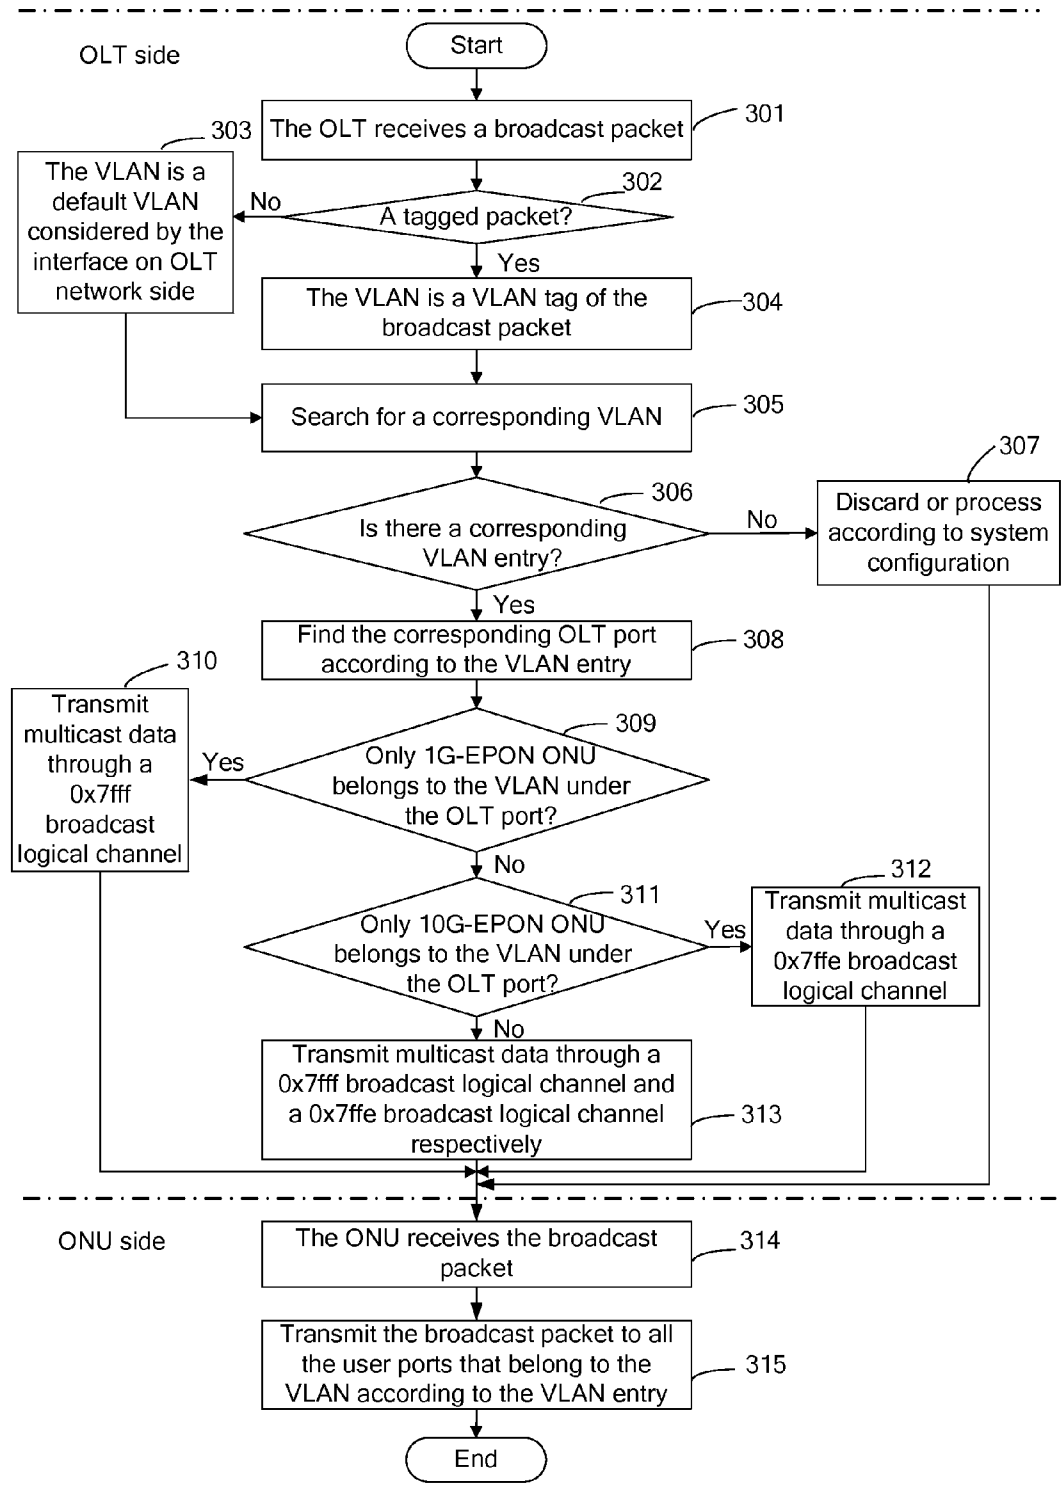 OLT side
Start
The OLT receives a broadcast packet
301
303
The VLAN is a
default VLAN
considered by the
interface on OLT
network side
No
302
A tagged packet?
Yes
The VLAN is a VLAN tag of the
broadcast packet
304
Search for a corresponding VLAN
305
306
Is there a corresponding
VLAN entry?
No
307
Discard or process
according to system
configuration
Yes
Find the corresponding OLT port
according to the VLAN entry
308
310
Transmit
multicast data
through a
0x7fff
broadcast
logical channel
Yes
309
Only 1G-EPON ONU
belongs to the VLAN under
the OLT port?
No
311
Only 10G-EPON ONU
belongs to the VLAN under
the OLT port?
Yes
312
Transmit multicast
data through a
0x7ffe broadcast
logical channel
No
Transmit multicast data through a
0x7fff broadcast logical channel and
a 0x7ffe broadcast logical channel
respectively
313
ONU side
The ONU receives the broadcast
packet
314
Transmit the broadcast packet to all
the user ports that belong to the
VLAN according to the VLAN entry
315
End